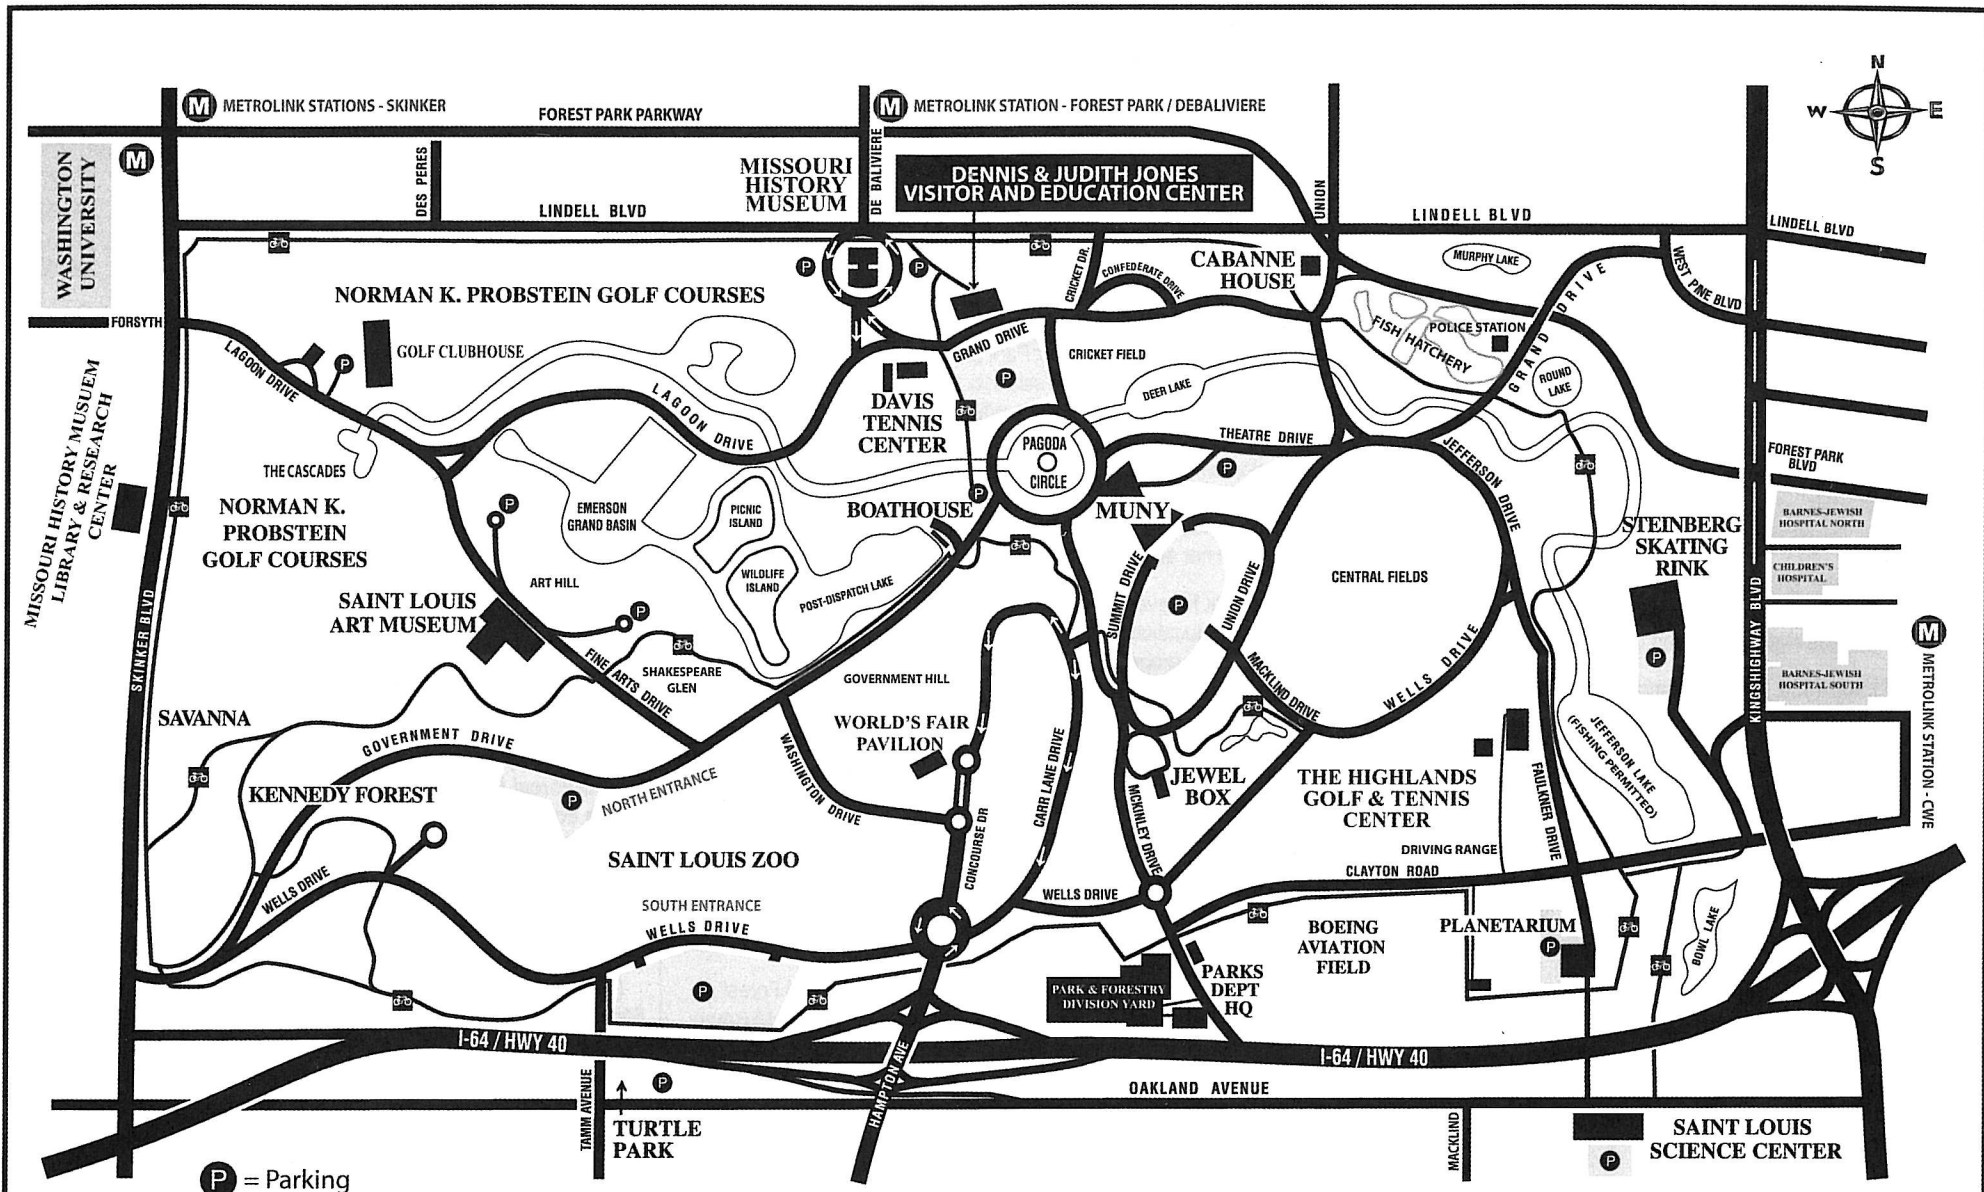 N
W
E
S
M
METROLINK STATIONS - SKINKER
FOREST PARK PARKWAY
M
METROLINK STATION - FOREST PARK / DEBALIVIERE
M
WASHINGTON
UNIVERSITY
DES PERES
LINDELL BLVD
MISSOURI
HISTORY
MUSEUM
DE BALIVIERE
DENNIS & JUDITH JONES
VISITOR AND EDUCATION CENTER
UNION
LINDELL BLVD
LINDELL BLVD
FORSYTH
LAGOON DRIVE
P
NORMAN K. PROBSTEIN GOLF COURSES
GOLF CLUBHOUSE
P
P
CRICKET DR.
CONFEDERATE DRIVE
CABANNE
HOUSE
MURPHY LAKE
WEST PINE BLVD
GRAND DRIVE
FISH HATCHERY
POLICE STATION
GRAND DRIVE
CRICKET FIELD
P
ROUND
LAKE
DEER LAKE
LAGOON DRIVE
DAVIS
TENNIS
CENTER
MISSOURI HISTORY MUSUEM
LIBRARY & RESEARCH
CENTER
THE CASCADES
NORMAN K.
PROBSTEIN
GOLF COURSES
PAGODA
CIRCLE
THEATRE DRIVE
P
JEFFERSON DRIVE
FOREST PARK
BLVD
P
EMERSON
GRAND BASIN
PICNIC
ISLAND
BOATHOUSE
P
MUNY
STEINBERG
SKATING
RINK
BARNES-JEWISH
HOSPITAL NORTH
ART HILL
WILDLIFE
ISLAND
POST-DISPATCH LAKE
SUMMIT DRIVE
P
UNION DRIVE
CENTRAL FIELDS
CHILDREN'S
HOSPITAL
KINGSHIGHWAY BLVD
SAINT LOUIS
ART MUSEUM
P
SKINKER BLVD
SHAKESPEARE
GLEN
FINE ARTS DRIVE
GOVERNMENT HILL
MACKLIND DRIVE
WELLS DRIVE
P
BARNES-JEWISH
HOSPITAL SOUTH
M
METROLINK STATION - CWE
SAVANNA
GOVERNMENT DRIVE
WORLD'S FAIR
PAVILION
WASHINGTON DRIVE
CARR LANE DRIVE
JEWEL
BOX
MCKINLEY DRIVE
THE HIGHLANDS
GOLF & TENNIS
CENTER
FAULKNER DRIVE
JEFFERSON LAKE
(FISHING PERMITTED)
KENNEDY FOREST
P
NORTH ENTRANCE
SAINT LOUIS ZOO
CONCOURSE DR
DRIVING RANGE
CLAYTON ROAD
WELLS DRIVE
SOUTH ENTRANCE
WELLS DRIVE
WELLS DRIVE
BOEING
AVIATION
FIELD
PLANETARIUM
P
BOWL LAKE
P
PARK & FORESTRY
DIVISION YARD
PARKS
DEPT
HQ
I-64 / HWY 40
I-64 / HWY 40
HAMPTON AVE
OAKLAND AVENUE
TAMM AVENUE
P
TURTLE
PARK
MACKLIND
SAINT LOUIS
SCIENCE CENTER
P
P = Parking